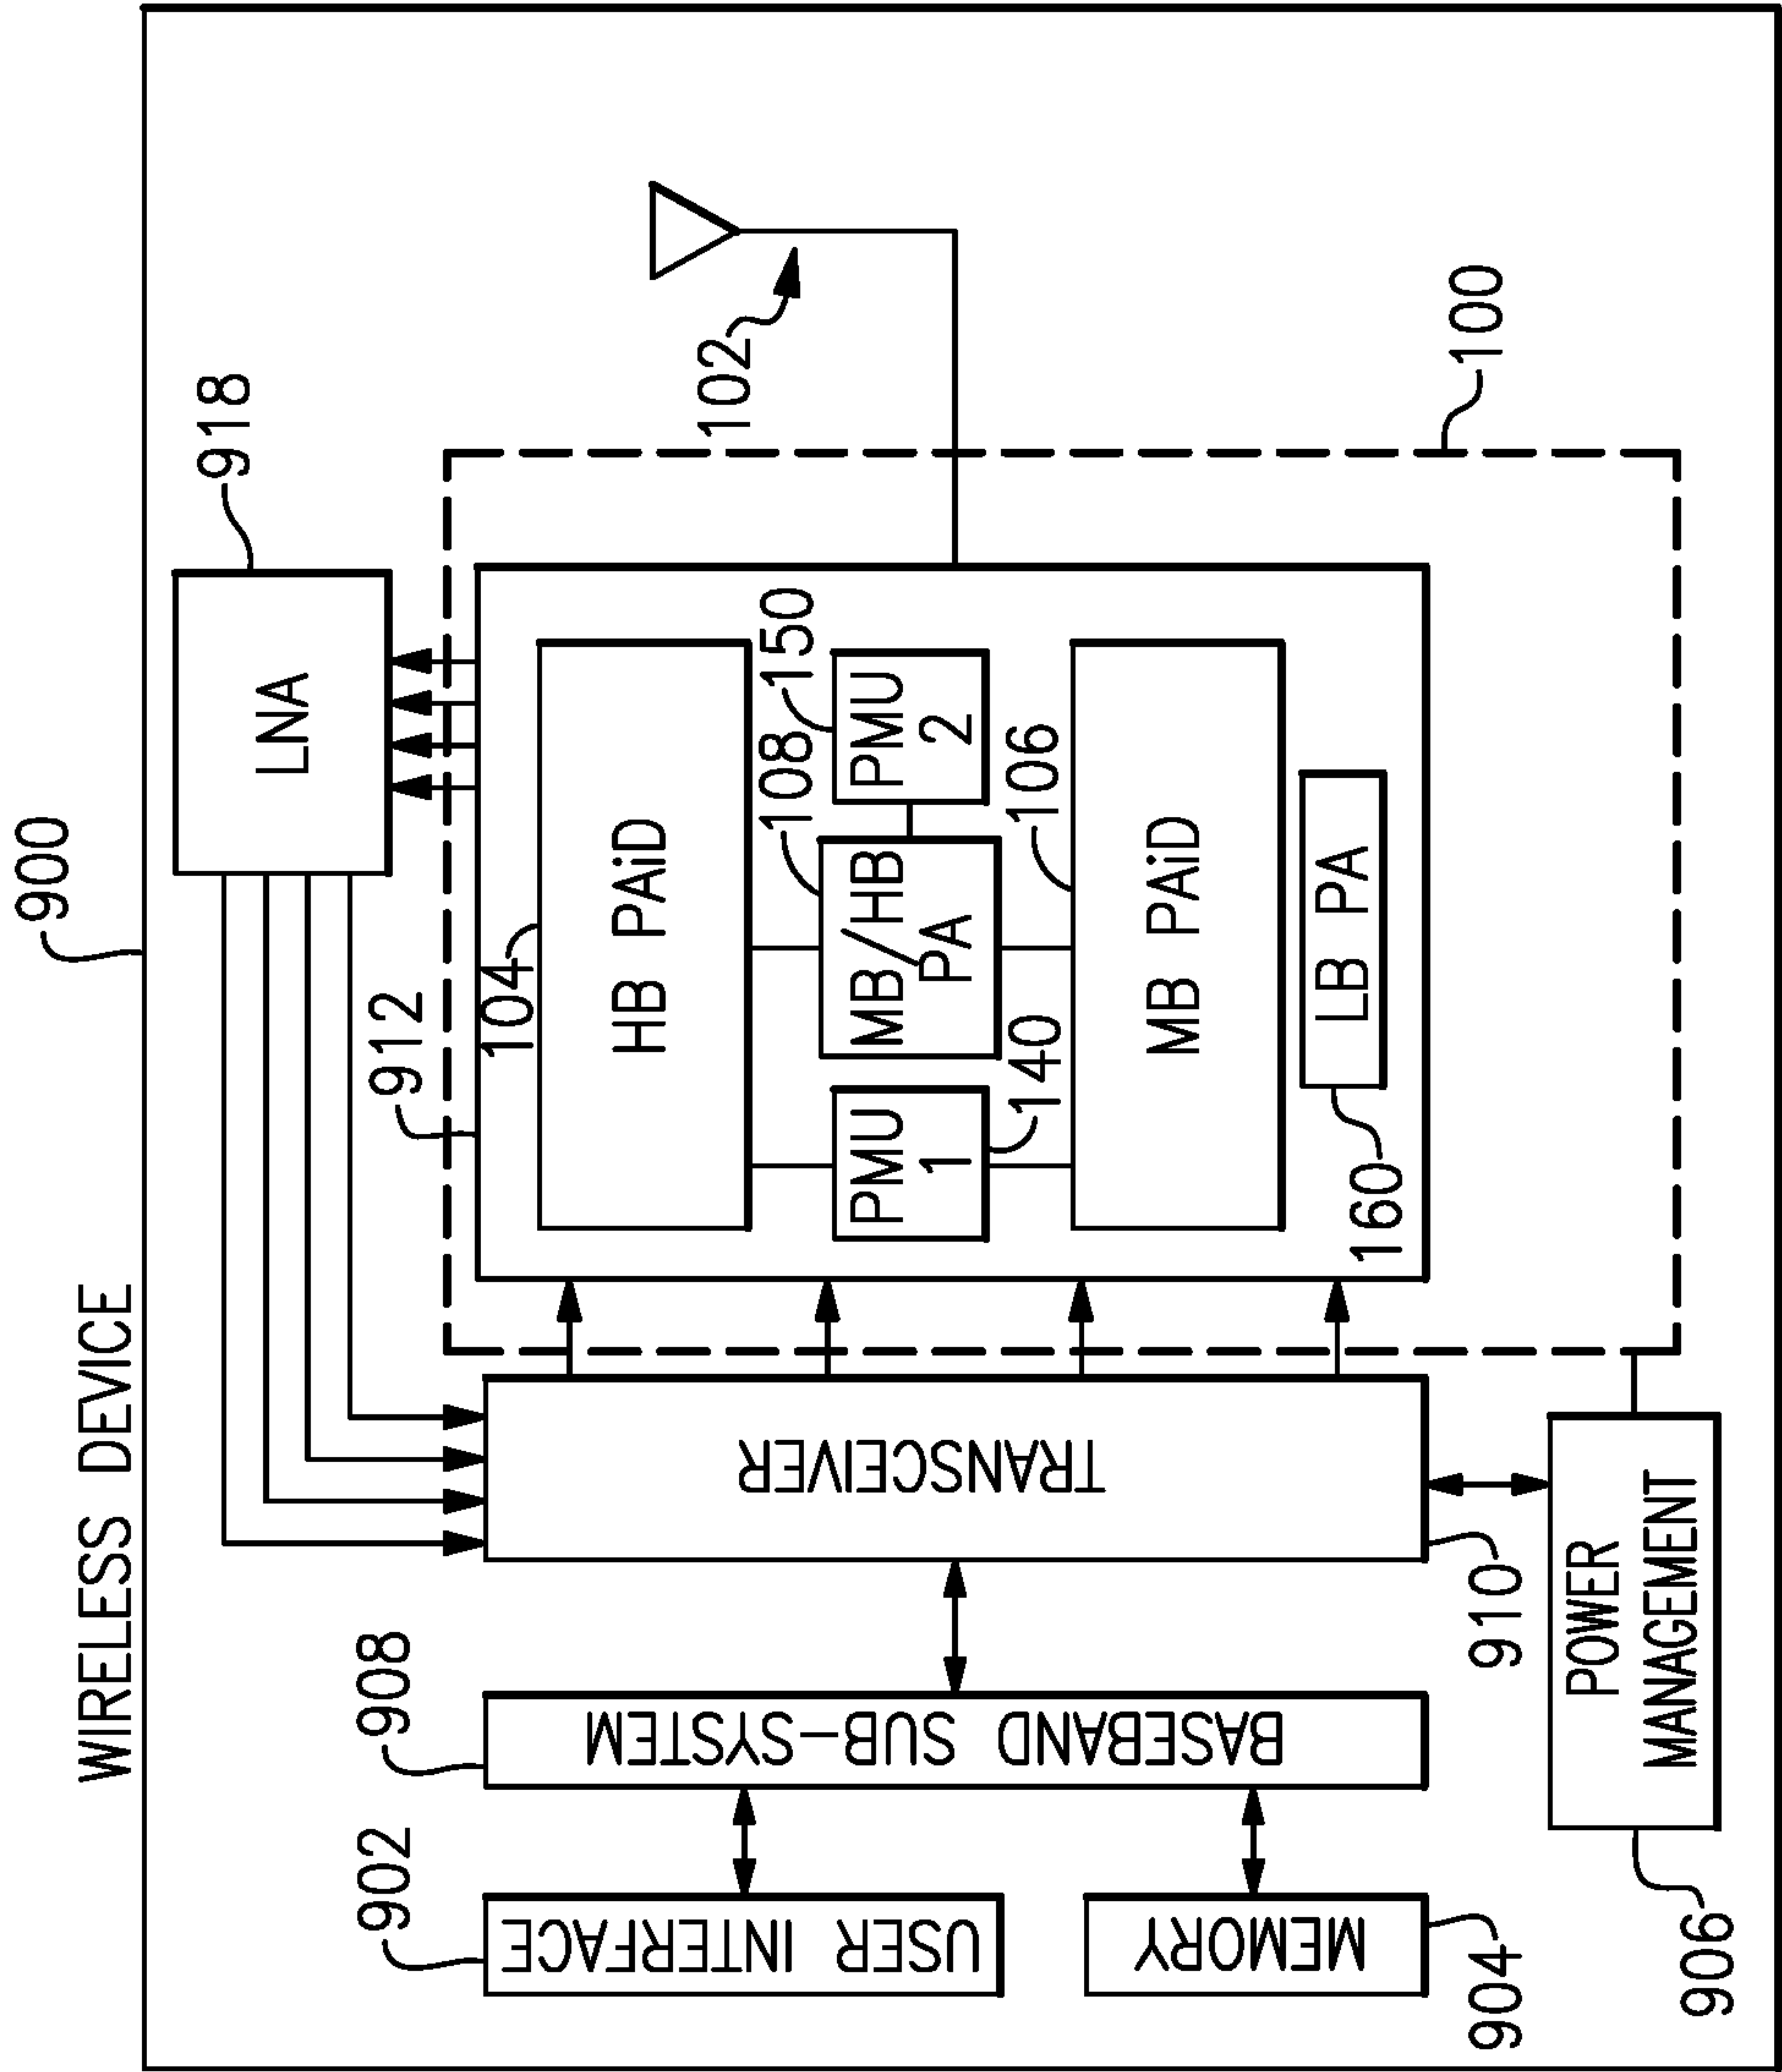 WIRELESS DEVICE
900
918
LNA
912
104
HB PAiD
102
908
902
USER INTERFACE
BASEBAND SUB-SYSTEM
TRANSCEIVER
PMU
1
140
MB/HB
PA
108
PMU
2
150
106
MB PAiD
LB PA
160
100
MEMORY
904
910
POWER
MANAGEMENT
906